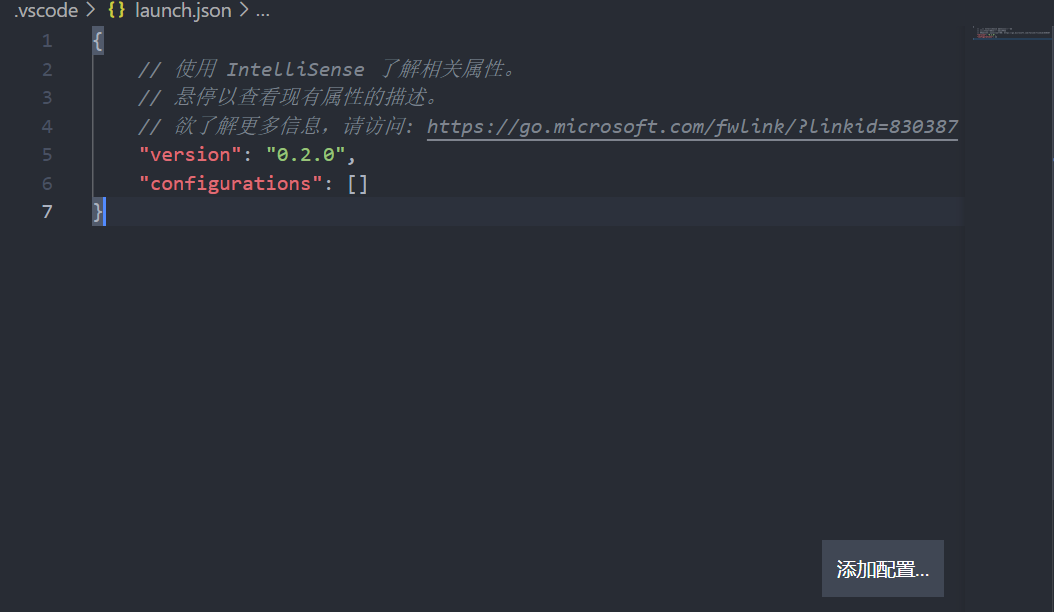 .vscode > {} launch.json > ...
1 {
2 // 使用 IntelliSense 了解相关属性。
3 // 悬停以查看现有属性的描述。
4 // 欲了解更多信息，请访问: https://go.microsoft.com/fwlink/?linkid=830387
5 "version": "0.2.0",
6 "configurations": []
7 }
添加配置...